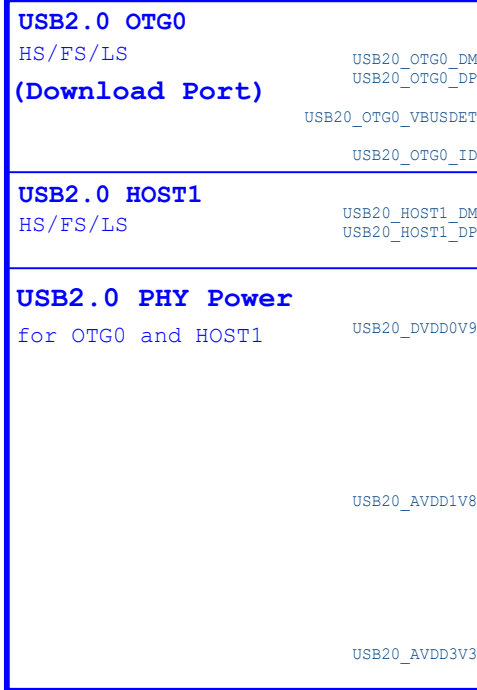 USB2.0 OTG0
HS/FS/LS
USB20_OTG0_DM
USB20_OTG0_DP
(Download Port)
USB20_OTG0_VBUSDET
USB20_OTG0_ID
USB2.0 HOST1
HS/FS/LS
USB20_HOST1_DM
USB20_HOST1_DP
USB2.0 PHY Power
for OTG0 and HOST1
USB20_DVDD0V9
USB20_AVDD1V8
USB20_AVDD3V3